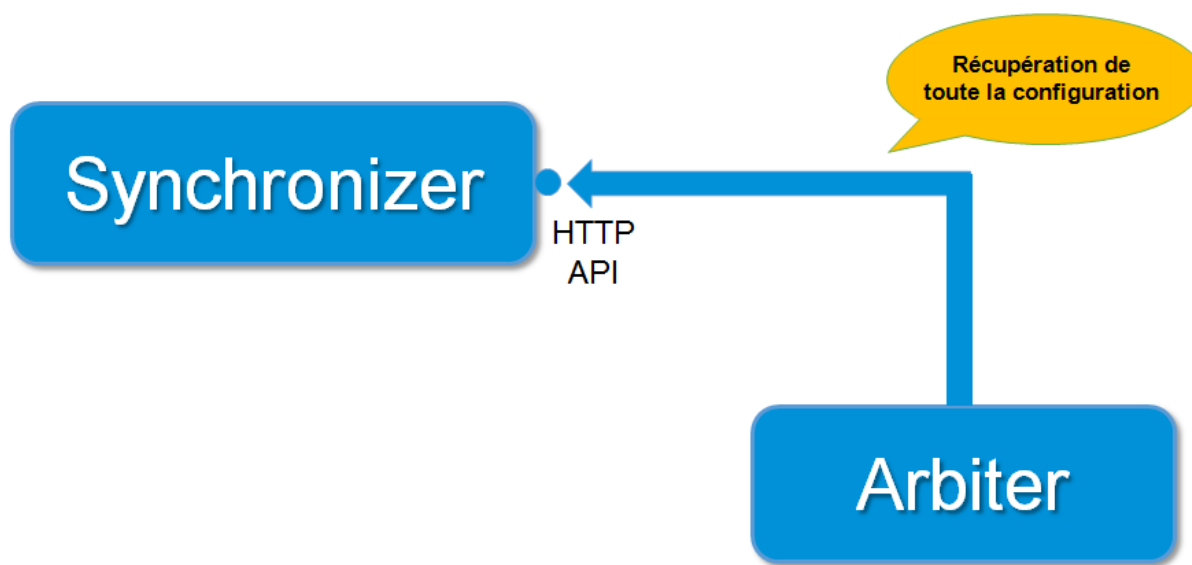 Récupération de
toute la configuration
Synchronizer
HTTP
API
Arbiter